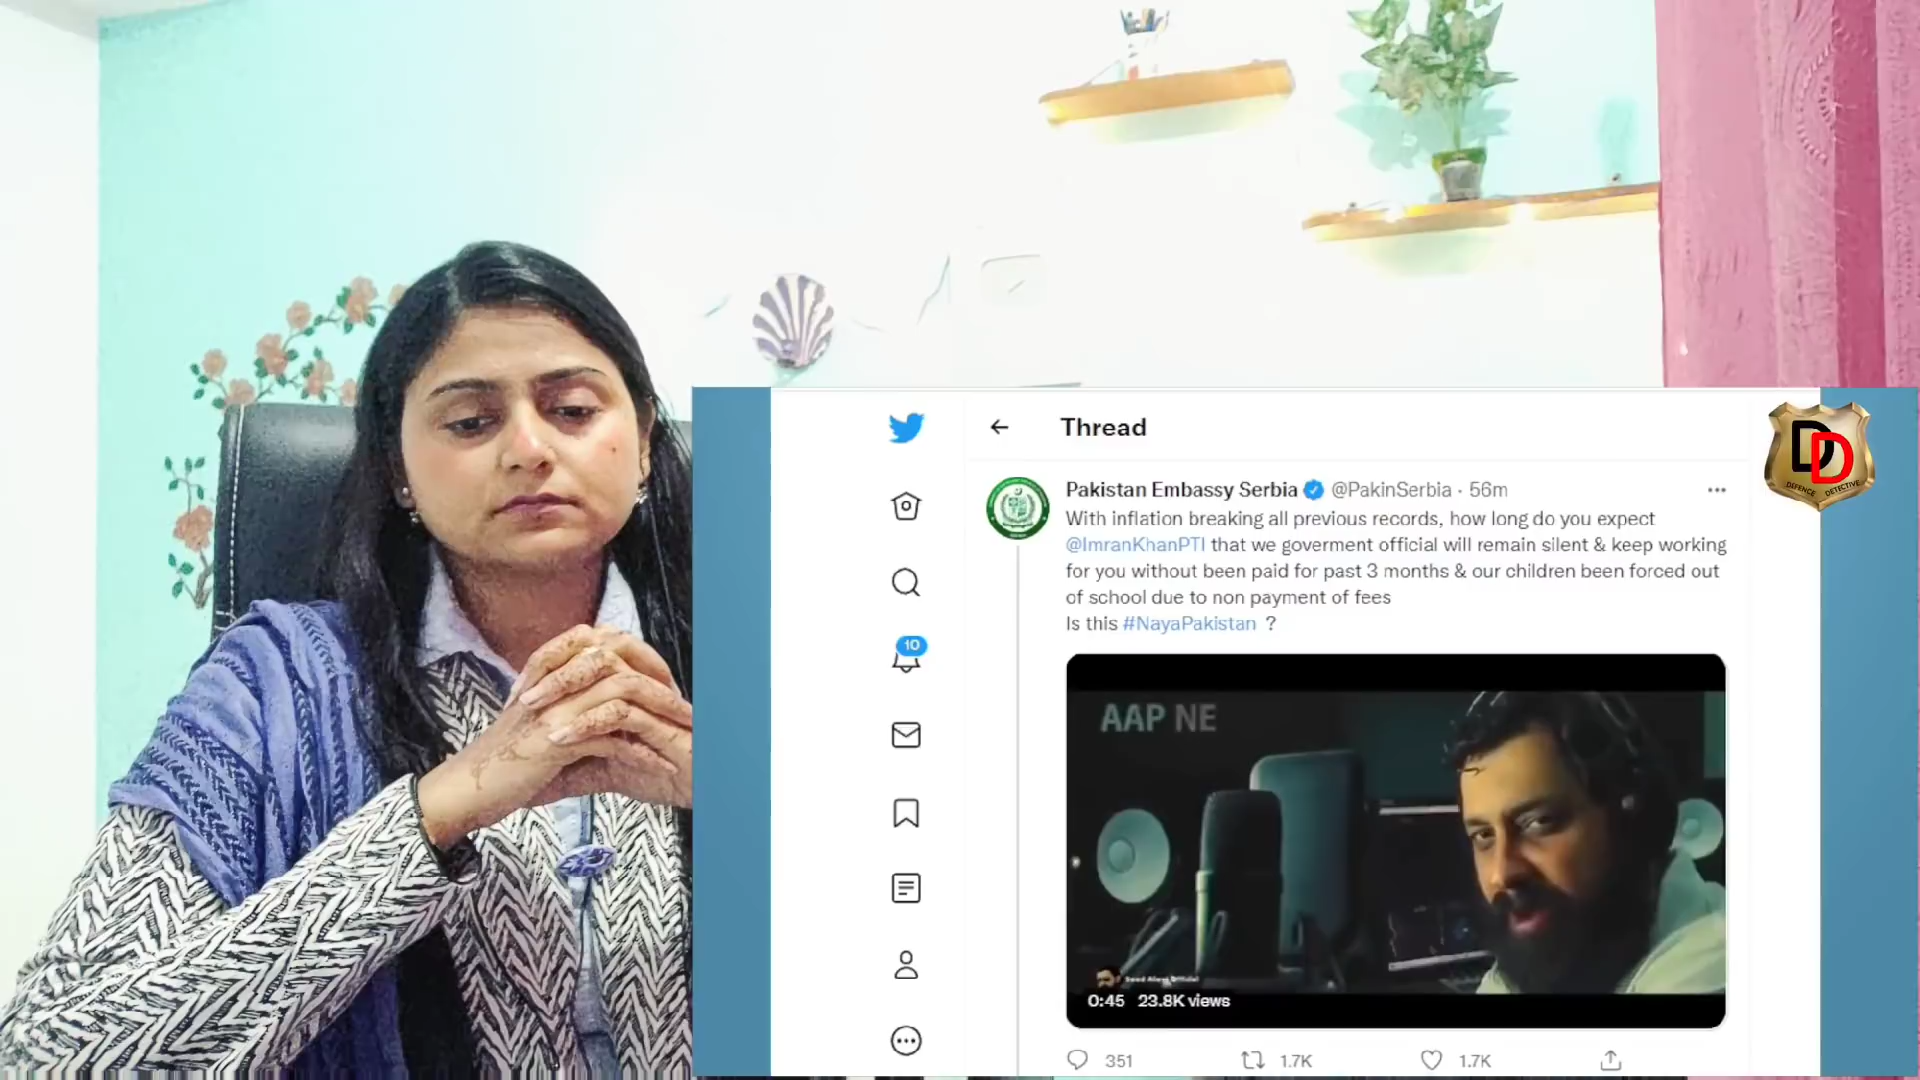 Thread
Pakistan Embassy Serbia @PakinSerbia · 56m
With inflation breaking all previous records, how long do you expect
@ImranKhanPTI that we goverment official will remain silent & keep working
for you without been paid for past 3 months & our children been forced out
of school due to non payment of fees
Is this #NayaPakistan ?
10
AAP NE
0:45 23.8K views
351 1.7K 1.7K
DD
DEFENCE DETECTIVE